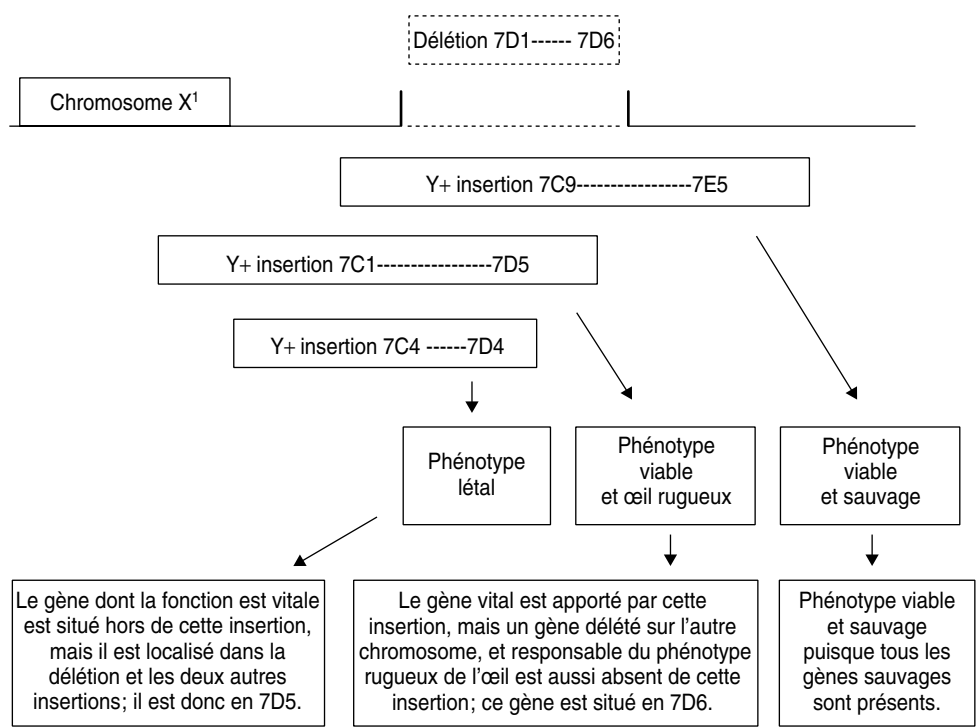 Délétion 7D1------ 7D6
Chromosome X¹
Y+ insertion 7C9-----------------7E5
Y+ insertion 7C1-----------------7D5
Y+ insertion 7C4 ------7D4
Phénotype
létal
Phénotype
viable
et œil rugueux
Phénotype
viable
et sauvage
Le gène dont la fonction est vitale
est situé hors de cette insertion,
mais il est localisé dans la
délétion et les deux autres
insertions; il est donc en 7D5.
Le gène vital est apporté par cette
insertion, mais un gène délété sur l'autre
chromosome, et responsable du phénotype
rugueux de l'œil est aussi absent de cette
insertion; ce gène est situé en 7D6.
Phénotype viable
et sauvage
puisque tous les
gènes sauvages
sont présents.